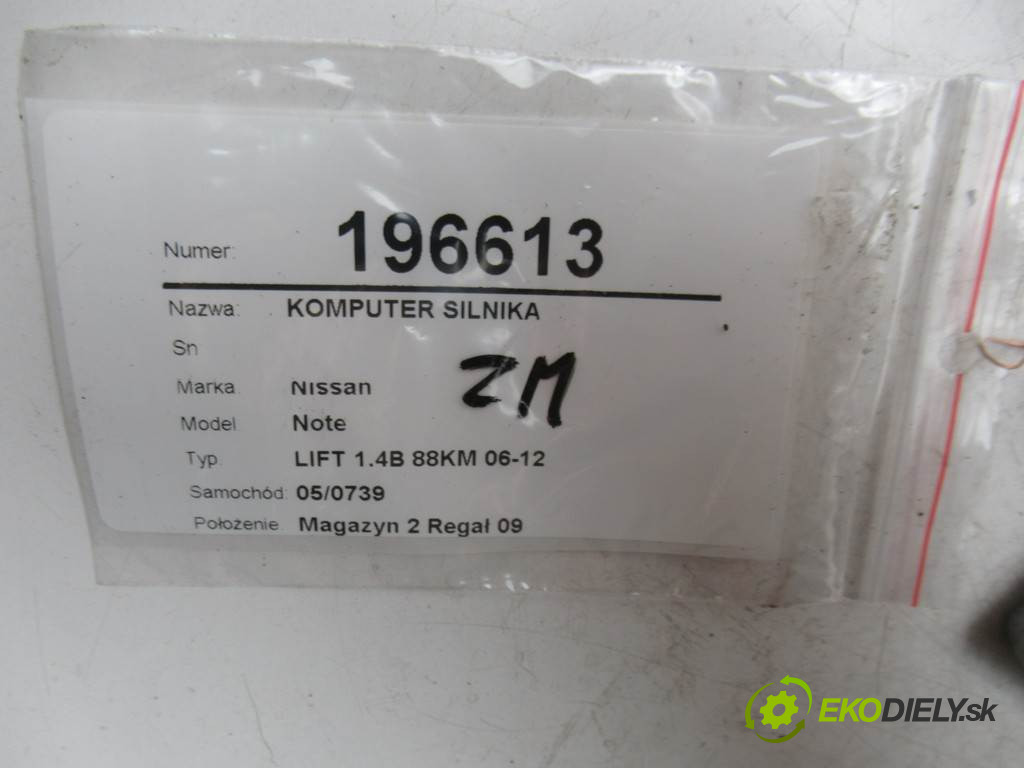 Numer: 196613
Nazwa: KOMPUTER SILNIKA
Sn
ZM
Marka. Nissan
Model Note
Typ. LIFT 1.4B 88KM 06-12
Samochód: 05/0739
Położenie. Magazyn 2 Regał 09
EKODIELY.sk